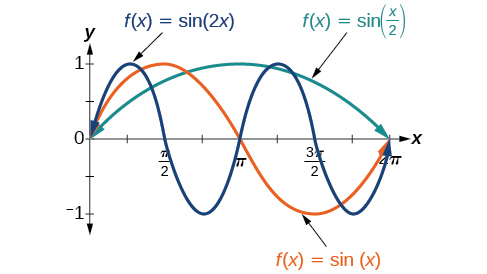 f(x) = sin(2x)
f(x) = sin(x/2)
y
1
0
x
π/2
π
3π/2
2π
−1
f(x) = sin (x)